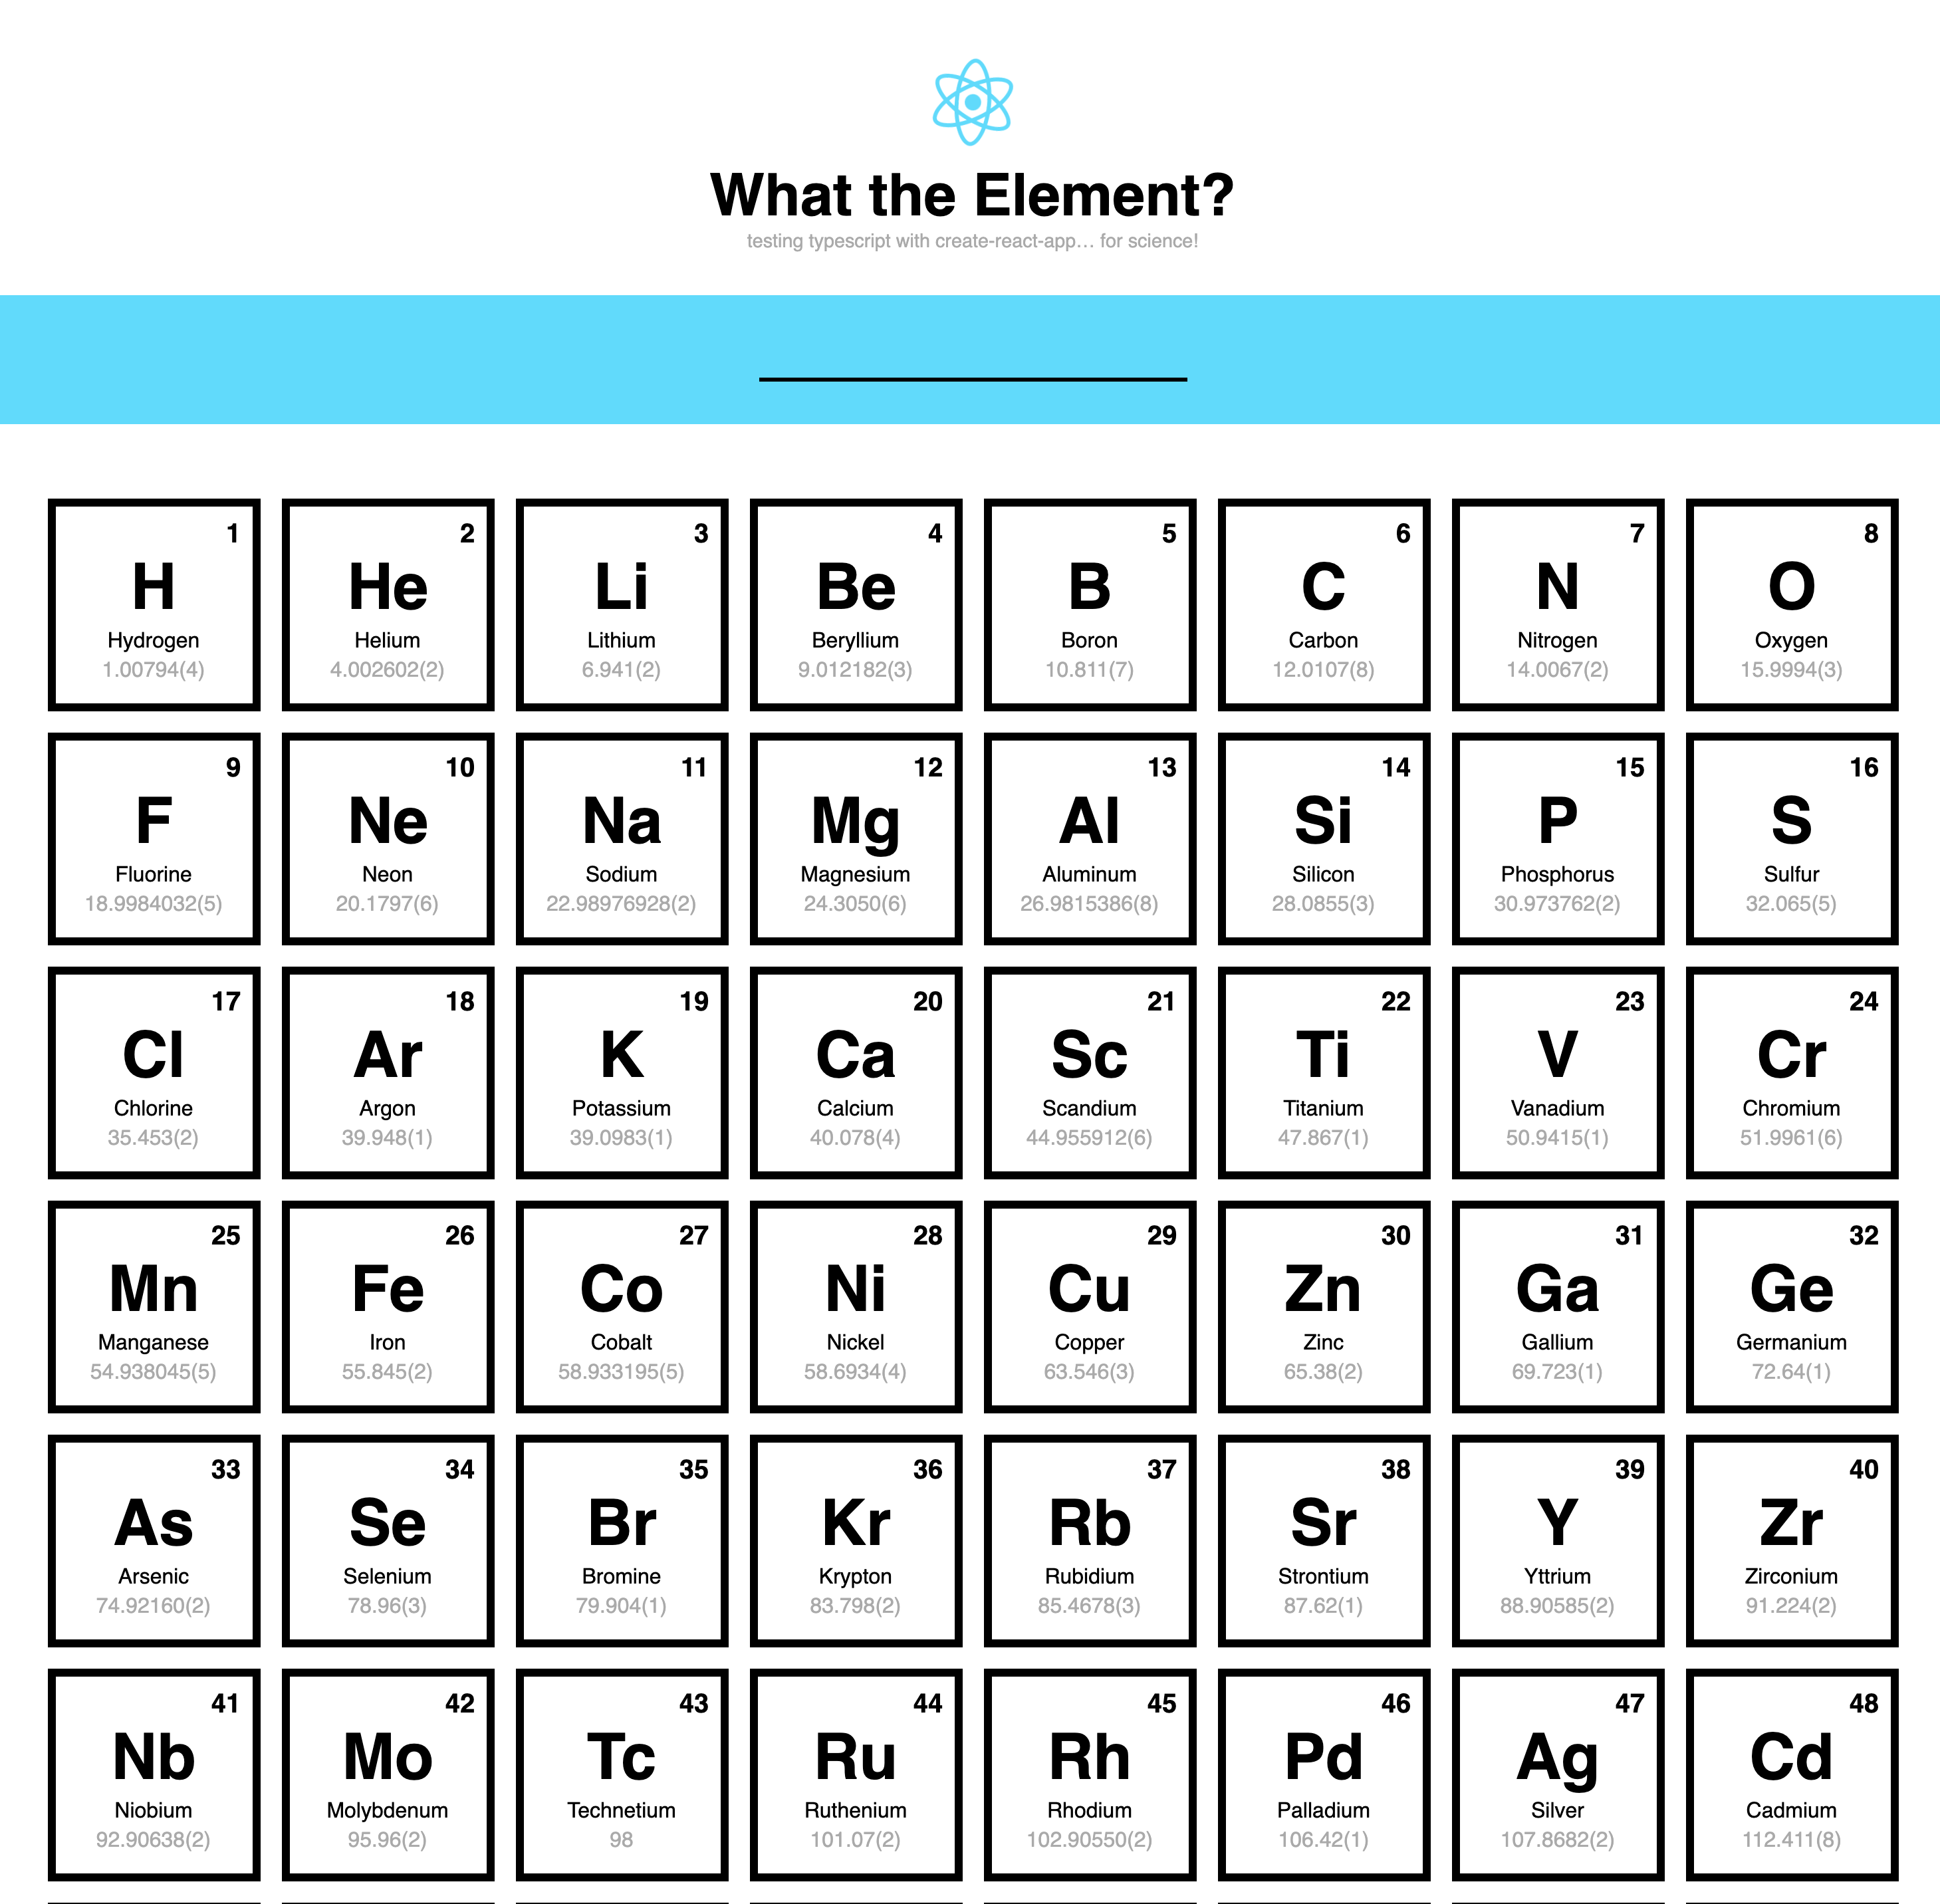 What the Element?
testing typescript with create-react-app... for science!
1 2 3 4 5 6 7 8
H He Li Be B C N O
Hydrogen Helium Lithium Beryllium Boron Carbon Nitrogen Oxygen
1.00794(4) 4.002602(2) 6.941(2) 9.012182(3) 10.811(7) 12.0107(8) 14.0067(2) 15.9994(3)
9 10 11 12 13 14 15 16
F Ne Na Mg Al Si P S
Fluorine Neon Sodium Magnesium Aluminum Silicon Phosphorus Sulfur
18.9984032(5) 20.1797(6) 22.98976928(2) 24.3050(6) 26.9815386(8) 28.0855(3) 30.973762(2) 32.065(5)
17 18 19 20 21 22 23 24
Cl Ar K Ca Sc Ti V Cr
Chlorine Argon Potassium Calcium Scandium Titanium Vanadium Chromium
35.453(2) 39.948(1) 39.0983(1) 40.078(4) 44.955912(6) 47.867(1) 50.9415(1) 51.9961(6)
25 26 27 28 29 30 31 32
Mn Fe Co Ni Cu Zn Ga Ge
Manganese Iron Cobalt Nickel Copper Zinc Gallium Germanium
54.938045(5) 55.845(2) 58.933195(5) 58.6934(4) 63.546(3) 65.38(2) 69.723(1) 72.64(1)
33 34 35 36 37 38 39 40
As Se Br Kr Rb Sr Y Zr
Arsenic Selenium Bromine Krypton Rubidium Strontium Yttrium Zirconium
74.92160(2) 78.96(3) 79.904(1) 83.798(2) 85.4678(3) 87.62(1) 88.90585(2) 91.224(2)
41 42 43 44 45 46 47 48
Nb Mo Tc Ru Rh Pd Ag Cd
Niobium Molybdenum Technetium Ruthenium Rhodium Palladium Silver Cadmium
92.90638(2) 95.96(2) 98 101.07(2) 102.90550(2) 106.42(1) 107.8682(2) 112.411(8)